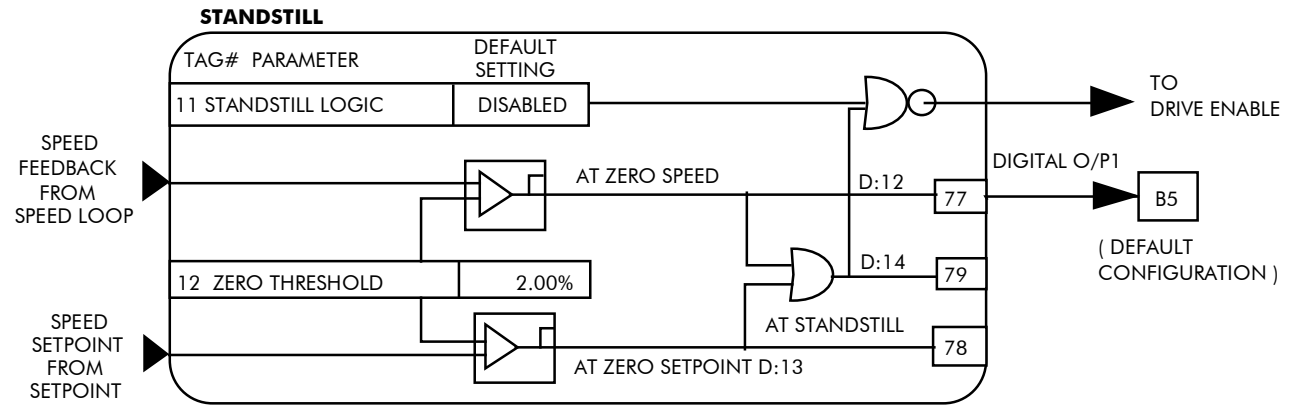 STANDSTILL
TAG# PARAMETER
DEFAULT
SETTING
11 STANDSTILL LOGIC
DISABLED
TO
DRIVE ENABLE
SPEED
FEEDBACK
FROM
SPEED LOOP
AT ZERO SPEED
D:12
77
DIGITAL O/P1
B5
( DEFAULT
CONFIGURATION )
12 ZERO THRESHOLD
2.00%
D:14
79
AT STANDSTILL
SPEED
SETPOINT
FROM
SETPOINT
AT ZERO SETPOINT D:13
78